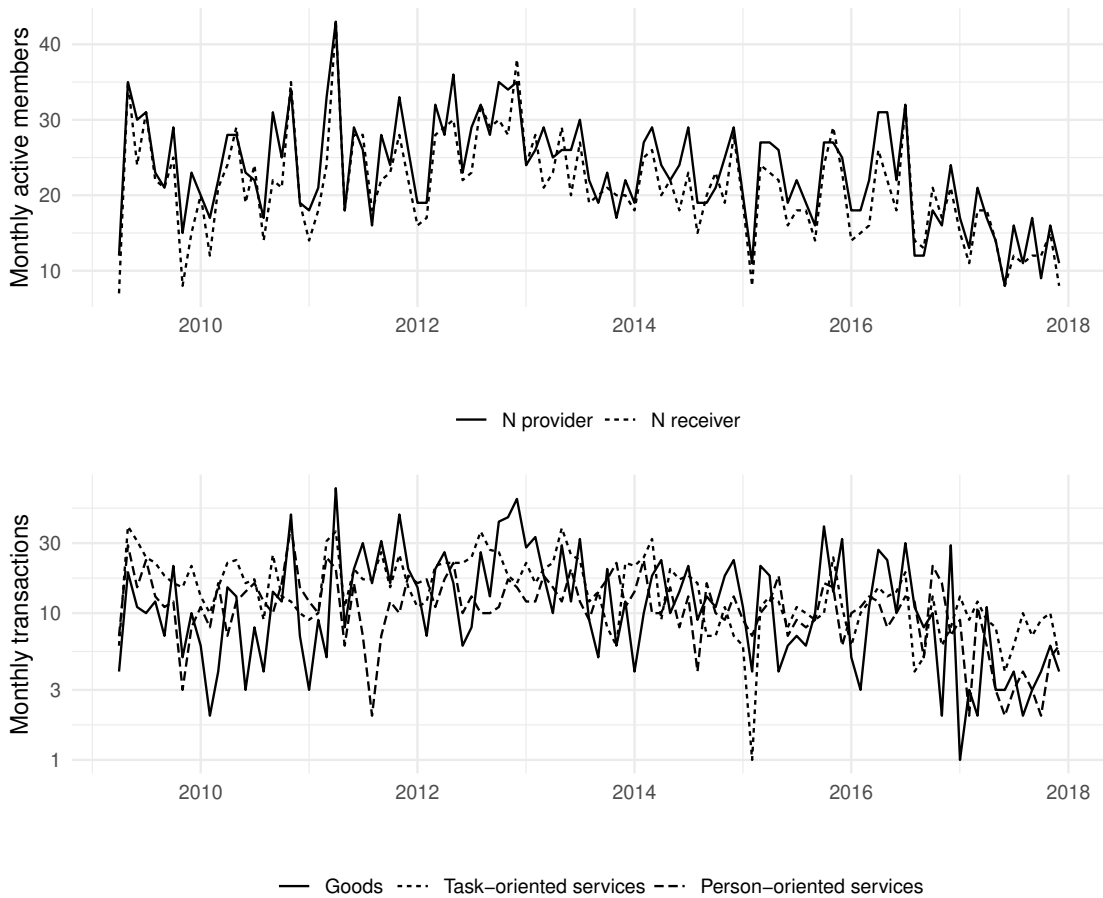 Monthly active members
40
30
20
10
2010 2012 2014 2016 2018
N provider N receiver
Monthly transactions
30
10
3
1
2010 2012 2014 2016 2018
Goods Task−oriented services Person−oriented services